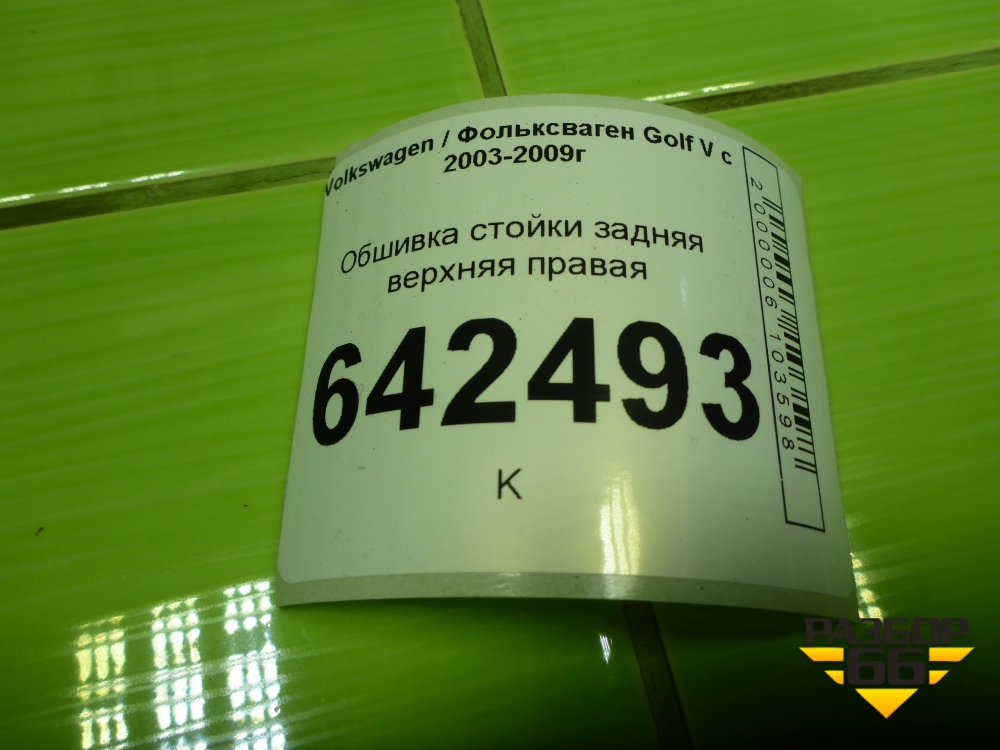 Volkswagen / Фольксваген Golf V с
2003-2009г
Обшивка стойки задняя
верхняя правая
642493
К
2000006103598
РАЗБОР
66